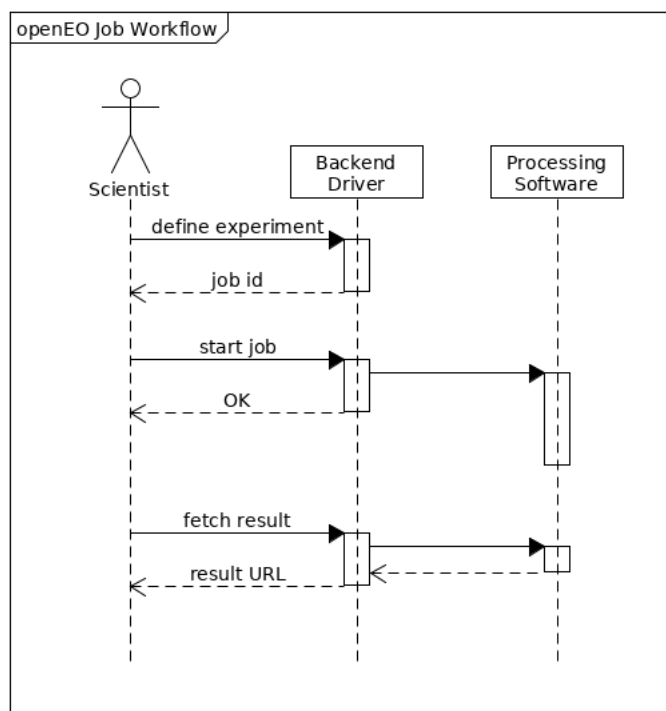 openEO Job Workflow
Scientist
Backend
Driver
Processing
Software
define experiment
job id
start job
OK
fetch result
result URL